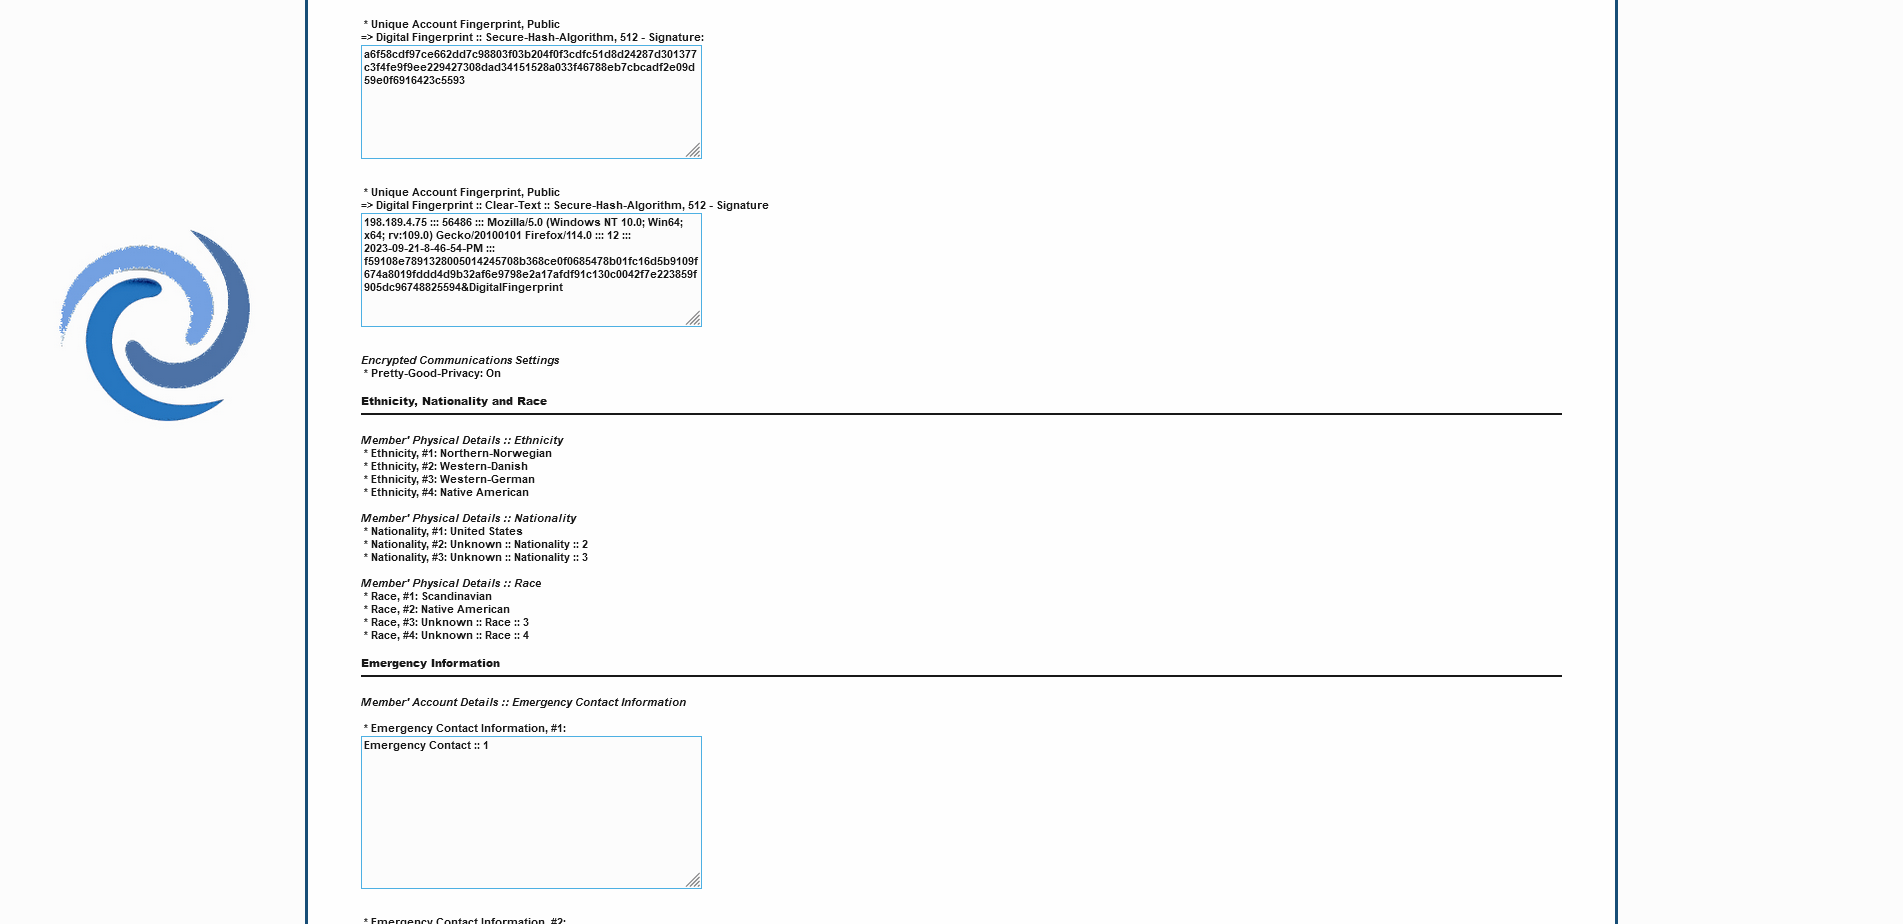 * Unique Account Fingerprint, Public
=> Digital Fingerprint :: Secure-Hash-Algorithm, 512 - Signature:
a6f58cdf97ce662dd7c98803f03b204f0f3cdfc51d8d24287d301377
c3f4fe9f9ee229427308dad34151528a033f46788eb7cbcadf2e09d
59e0f6916423c5593
* Unique Account Fingerprint, Public
=> Digital Fingerprint :: Clear-Text :: Secure-Hash-Algorithm, 512 - Signature
198.189.4.75 ::: 56486 ::: Mozilla/5.0 (Windows NT 10.0; Win64;
x64; rv:109.0) Gecko/20100101 Firefox/114.0 ::: 12 :::
2023-09-21-8-46-54-PM :::
f59108e7891328005014245708b368ce0f0685478b01fc16d5b9109f
674a8019fddd4d9b32af6e9798e2a17afdf91c130c0042f7e223859f
905dc96748825594&DigitalFingerprint
Encrypted Communications Settings
* Pretty-Good-Privacy: On
Ethnicity, Nationality and Race
Member' Physical Details :: Ethnicity
* Ethnicity, #1: Northern-Norwegian
* Ethnicity, #2: Western-Danish
* Ethnicity, #3: Western-German
* Ethnicity, #4: Native American
Member' Physical Details :: Nationality
* Nationality, #1: United States
* Nationality, #2: Unknown :: Nationality :: 2
* Nationality, #3: Unknown :: Nationality :: 3
Member' Physical Details :: Race
* Race, #1: Scandinavian
* Race, #2: Native American
* Race, #3: Unknown :: Race :: 3
* Race, #4: Unknown :: Race :: 4
Emergency Information
Member' Account Details :: Emergency Contact Information
* Emergency Contact Information, #1:
Emergency Contact :: 1
* Emergency Contact Information, #2: